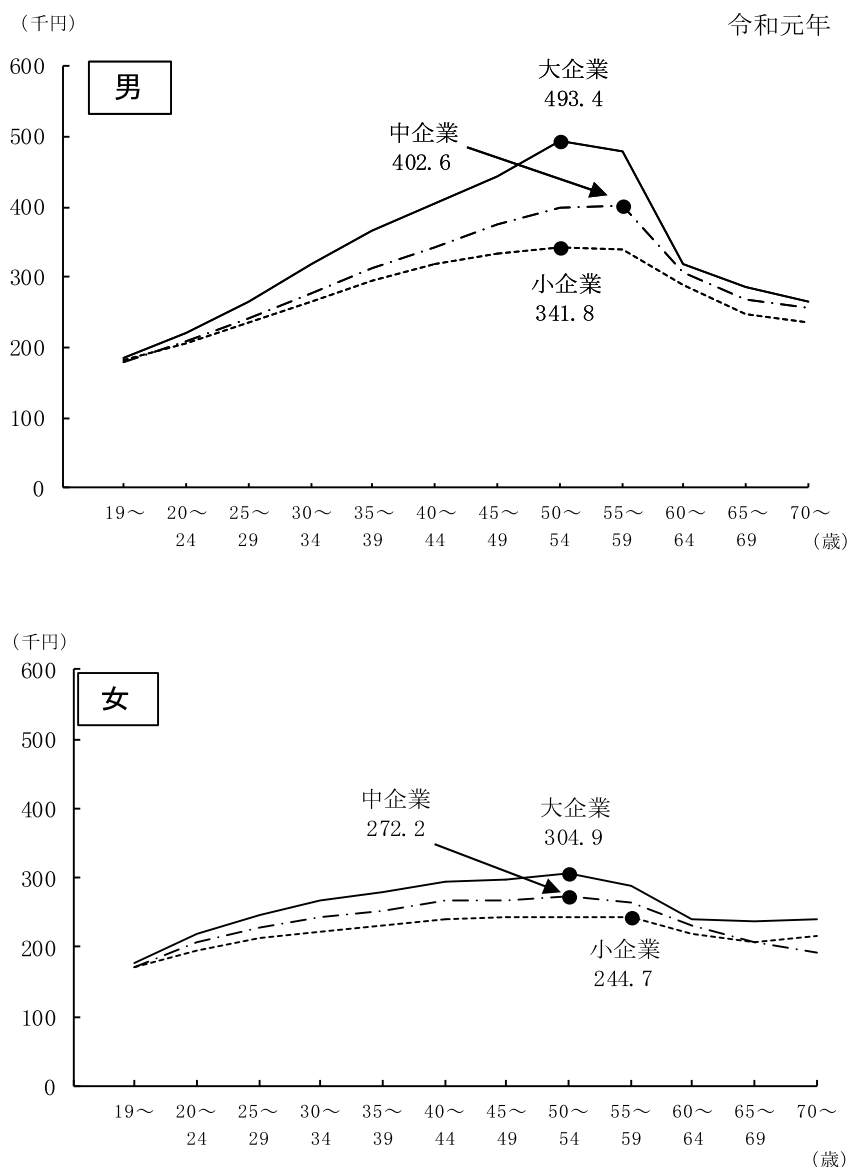 （千円）
令和元年
男
600
500
400
300
200
100
0
大企業
493.4
中企業
402.6
小企業
341.8
19～ 20～ 25～ 30～ 35～ 40～ 45～ 50～ 55～ 60～ 65～ 70～
24 29 34 39 44 49 54 59 64 69 （歳）
（千円）
女
600
500
400
300
200
100
0
中企業
272.2
大企業
304.9
小企業
244.7
19～ 20～ 25～ 30～ 35～ 40～ 45～ 50～ 55～ 60～ 65～ 70～
24 29 34 39 44 49 54 59 64 69
（歳）